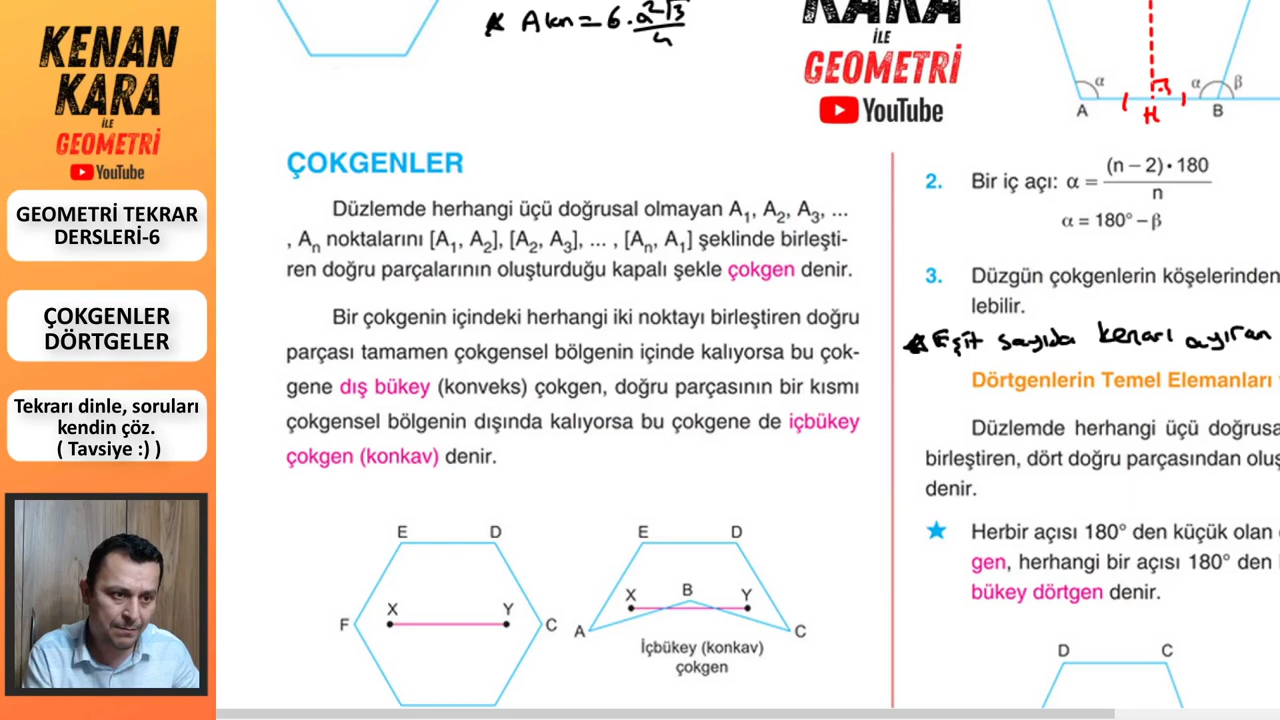 KENAN
KARA
İLE
GEOMETRİ
YouTube
GEOMETRİ TEKRAR
DERSLERİ-6
ÇOKGENLER
DÖRTGELER
Tekrarı dinle, soruları
kendin çöz.
( Tavsiye :) )
* Akn = 6 · a²√3 / 4
KARA
İLE
GEOMETRİ
YouTube
ÇOKGENLER
Düzlemde herhangi üçü doğrusal olmayan A₁, A₂, A₃, ...
, Aₙ noktalarını [A₁, A₂], [A₂, A₃], ... , [Aₙ, A₁] şeklinde birleşti-
ren doğru parçalarının oluşturduğu kapalı şekle çokgen denir.
Bir çokgenin içindeki herhangi iki noktayı birleştiren doğru
parçası tamamen çokgensel bölgenin içinde kalıyorsa bu çok-
gene dış bükey (konveks) çokgen, doğru parçasının bir kısmı
çokgensel bölgenin dışında kalıyorsa bu çokgene de içbükey
çokgen (konkav) denir.
E D
F X Y C
E D
X B Y
A C
İçbükey (konkav)
çokgen
α α β
A H B
2. Bir iç açı: α = (n – 2) · 180 / n
α = 180° – β
3. Düzgün çokgenlerin köşelerinden
lebilir.
* Eşit sayıda kenarı ayıran
Dörtgenlerin Temel Elemanları
Düzlemde herhangi üçü doğrusa
birleştiren, dört doğru parçasından oluş
denir.
★ Herbir açısı 180° den küçük olan
gen, herhangi bir açısı 180° den
bükey dörtgen denir.
D C